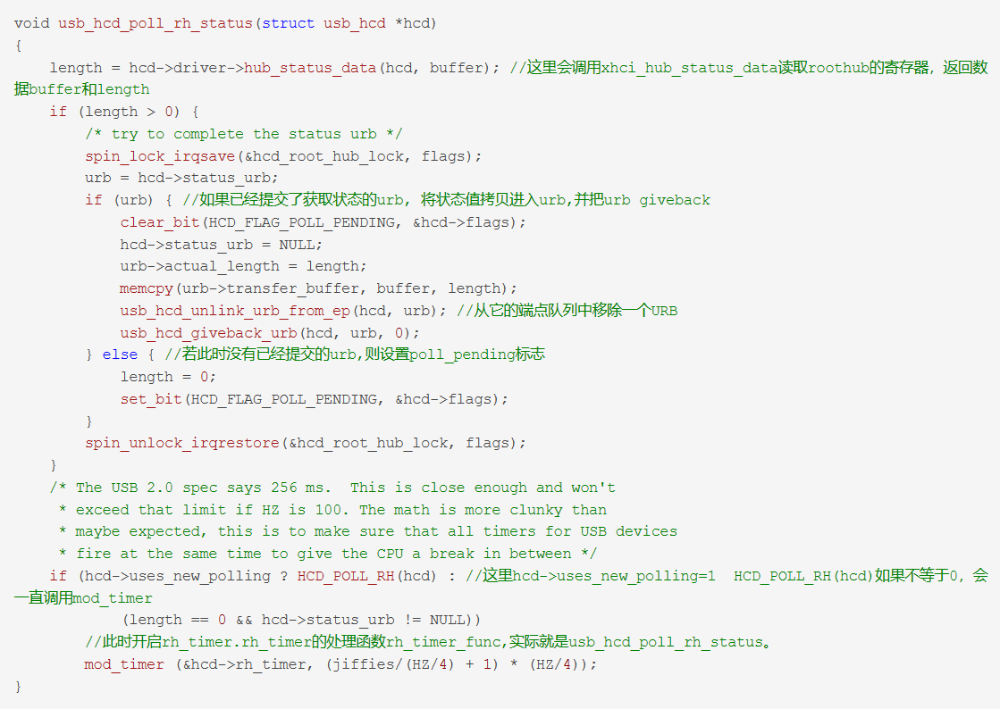 void usb_hcd_poll_rh_status(struct usb_hcd *hcd)
{
    length = hcd->driver->hub_status_data(hcd, buffer); //这里会调用xhci_hub_status_data读取roothub的寄存器，返回数
据buffer和length
    if (length > 0) {
        /* try to complete the status urb */
        spin_lock_irqsave(&hcd_root_hub_lock, flags);
        urb = hcd->status_urb;
        if (urb) { //如果已经提交了获取状态的urb, 将状态值拷贝进入urb,并把urb giveback
            clear_bit(HCD_FLAG_POLL_PENDING, &hcd->flags);
            hcd->status_urb = NULL;
            urb->actual_length = length;
            memcpy(urb->transfer_buffer, buffer, length);
            usb_hcd_unlink_urb_from_ep(hcd, urb); //从它的端点队列中移除一个URB
            usb_hcd_giveback_urb(hcd, urb, 0);
        } else { //若此时没有已经提交的urb,则设置poll_pending标志
            length = 0;
            set_bit(HCD_FLAG_POLL_PENDING, &hcd->flags);
        }
        spin_unlock_irqrestore(&hcd_root_hub_lock, flags);
    }
    /* The USB 2.0 spec says 256 ms.  This is close enough and won't
     * exceed that limit if HZ is 100. The math is more clunky than
     * maybe expected, this is to make sure that all timers for USB devices
     * fire at the same time to give the CPU a break in between */
    if (hcd->uses_new_polling ? HCD_POLL_RH(hcd) : //这里hcd->uses_new_polling=1  HCD_POLL_RH(hcd)如果不等于0，会
一直调用mod_timer
            (length == 0 && hcd->status_urb != NULL))
        //此时开启rh_timer.rh_timer的处理函数rh_timer_func,实际就是usb_hcd_poll_rh_status。
        mod_timer (&hcd->rh_timer, (jiffies/(HZ/4) + 1) * (HZ/4));
}